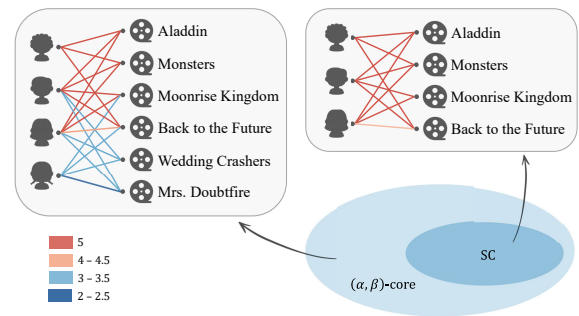 Aladdin
Monsters
Moonrise Kingdom
Back to the Future
Wedding Crashers
Mrs. Doubtfire
Aladdin
Monsters
Moonrise Kingdom
Back to the Future
5
4 – 4.5
3 – 3.5
2 – 2.5
SC
(α, β)-core